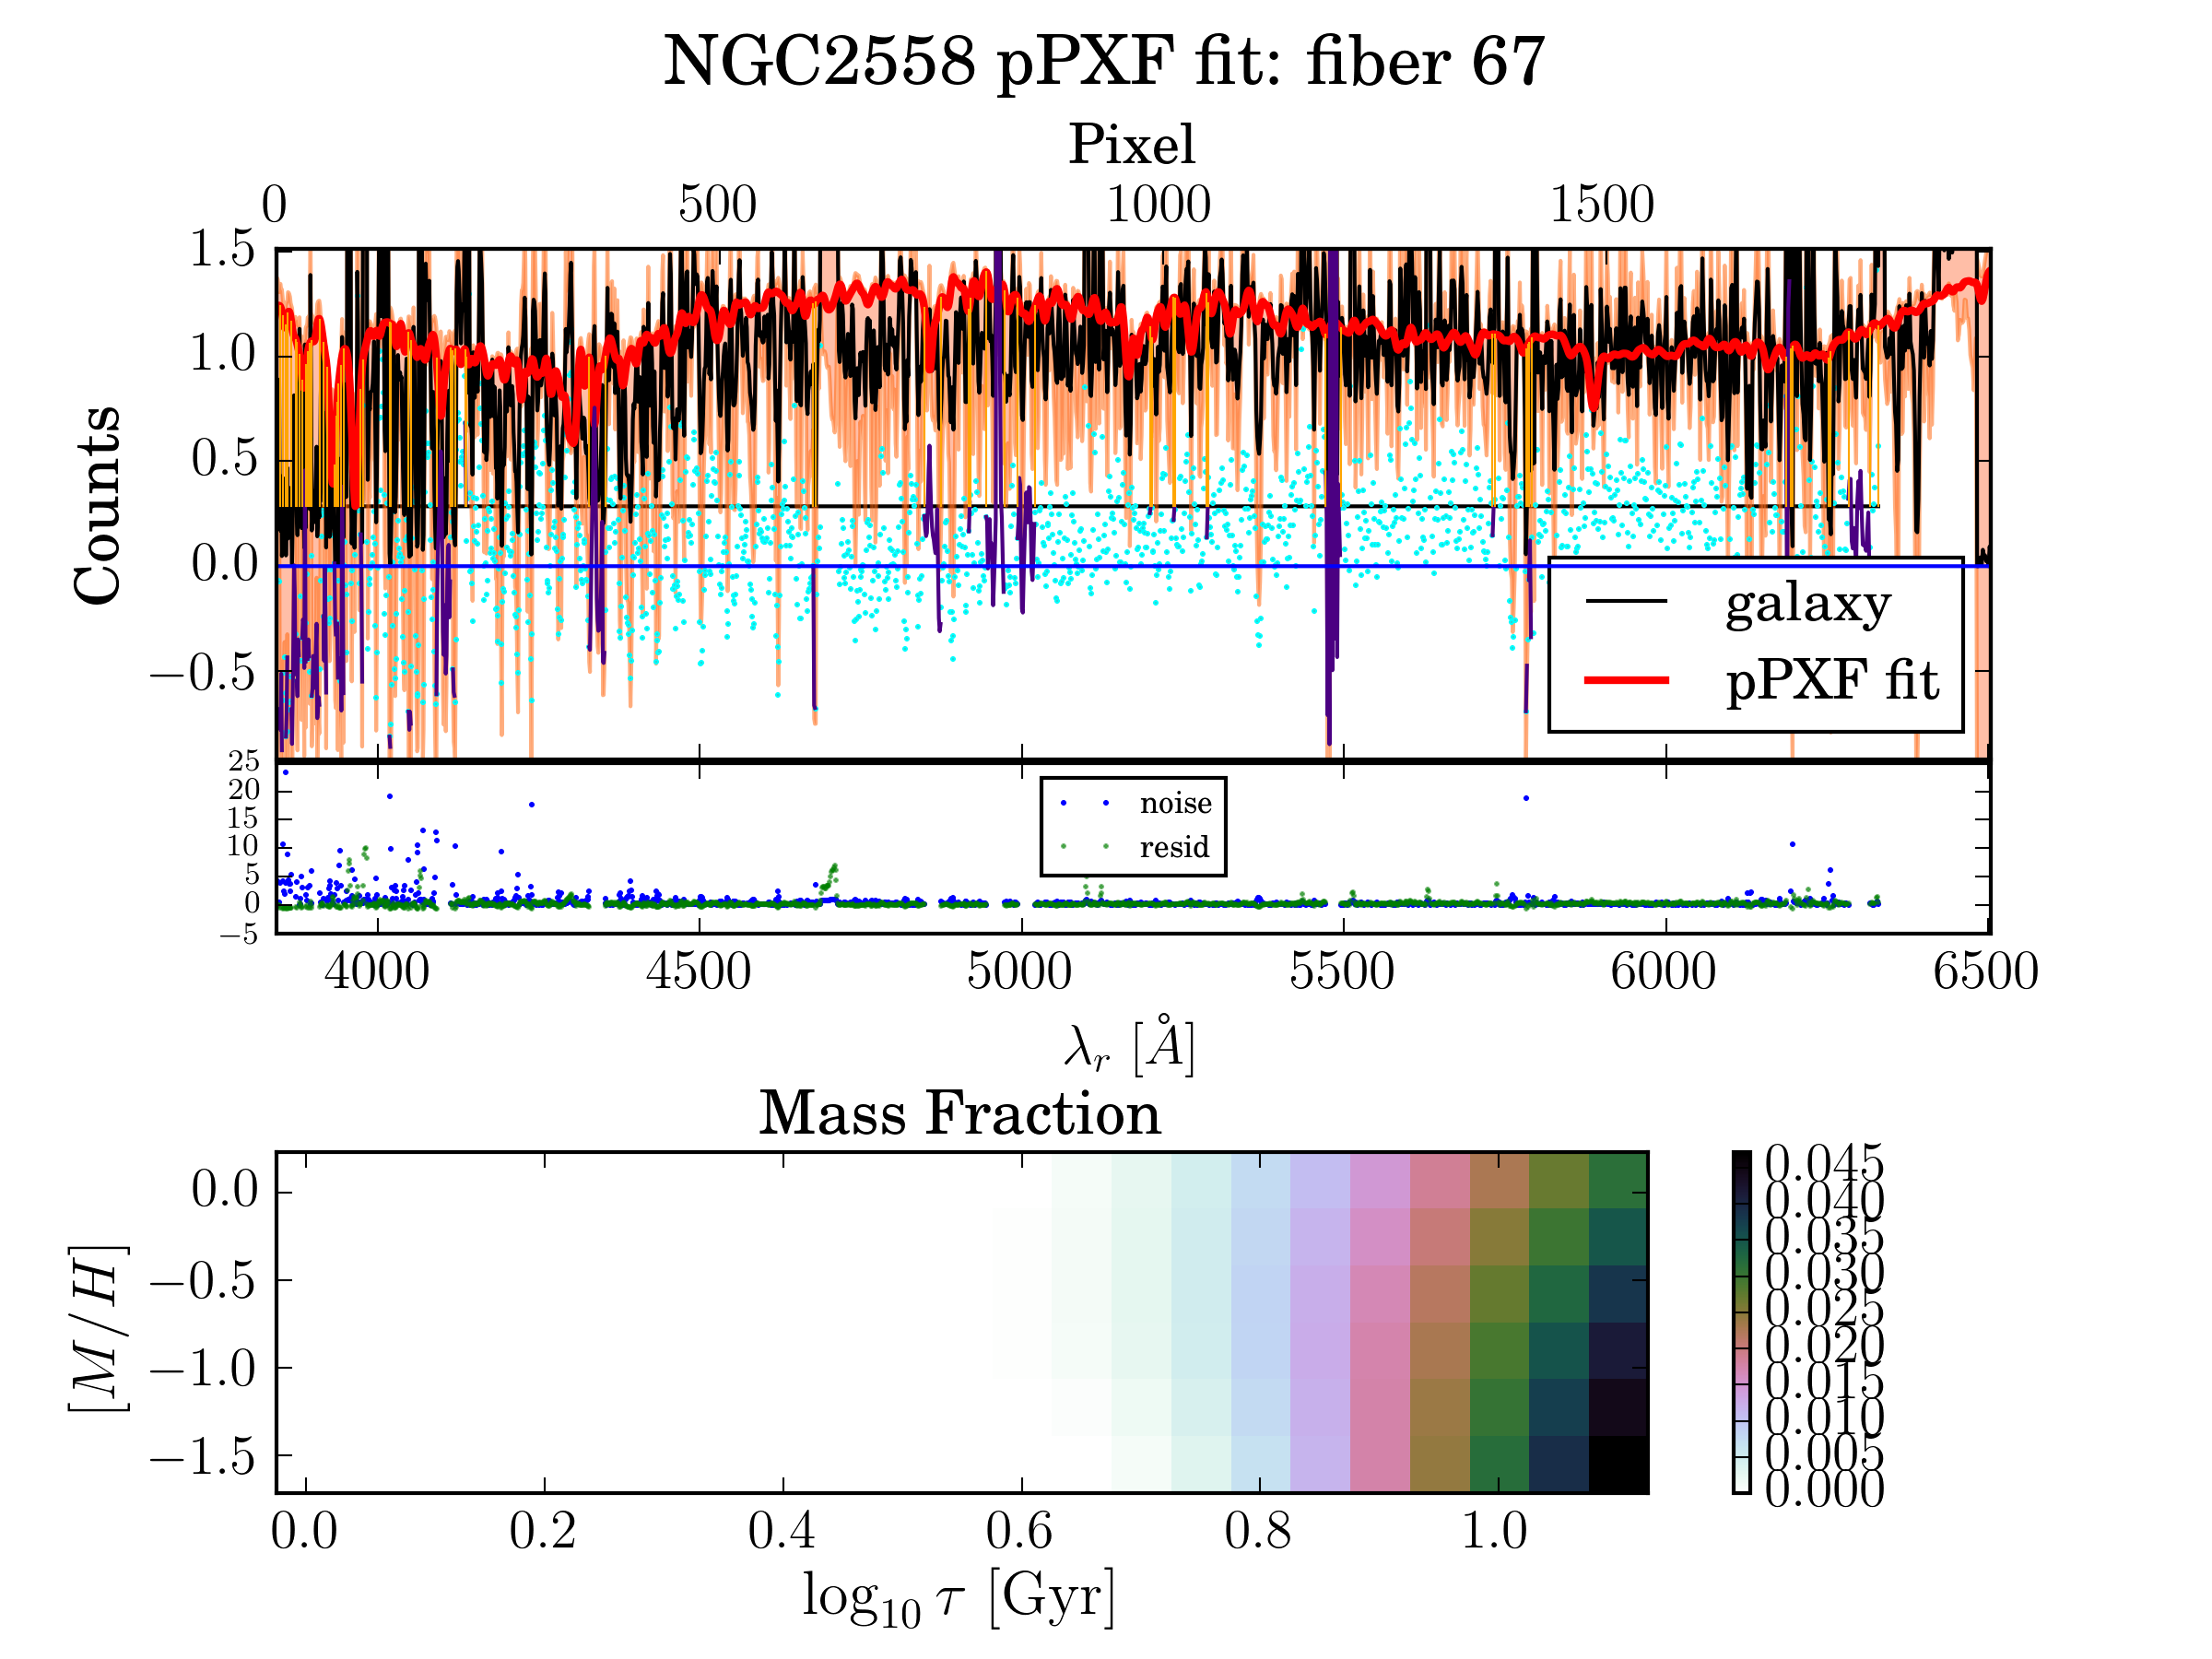 NGC2558 pPXF fit: fiber 67
Pixel
0 500 1000 1500
1.5
1.0
0.5
0.0
−0.5
Counts
galaxy
pPXF fit
25
20
15
10
5
0
−5
noise
resid
4000 4500 5000 5500 6000 6500
λr [Å]
Mass Fraction
0.0
−0.5
−1.0
−1.5
[M/H]
0.045
0.040
0.035
0.030
0.025
0.020
0.015
0.010
0.005
0.000
0.0 0.2 0.4 0.6 0.8 1.0
log10 τ [Gyr]